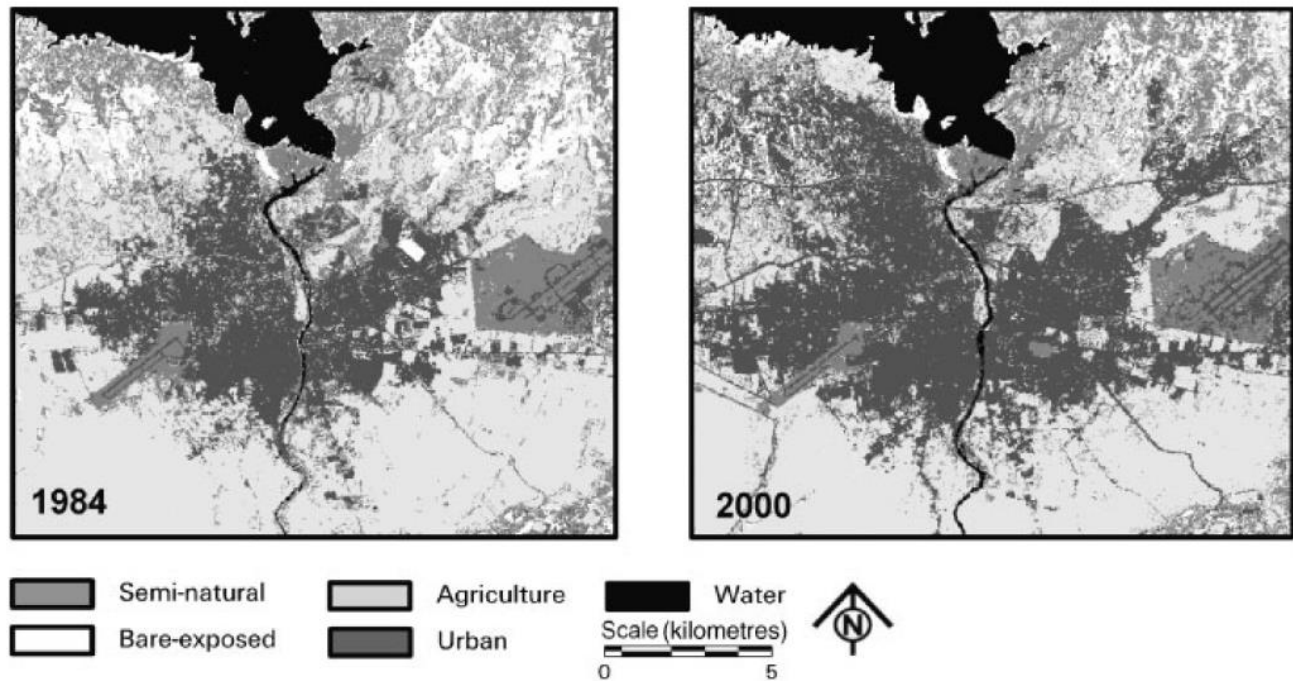 1984
2000
Semi-natural
Agriculture
Water
Bare-exposed
Urban
Scale (kilometres)
0 5
N